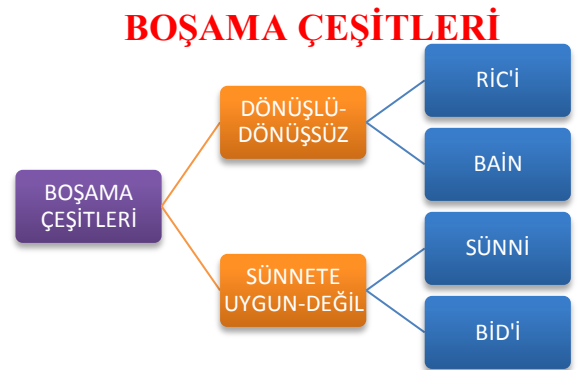 BOŞAMA ÇEŞİTLERİ
BOŞAMA
ÇEŞİTLERİ
DÖNÜŞLÜ-
DÖNÜŞSÜZ
RİC'İ
BAİN
SÜNNETE
UYGUN-DEĞİL
SÜNNİ
BİD'İ